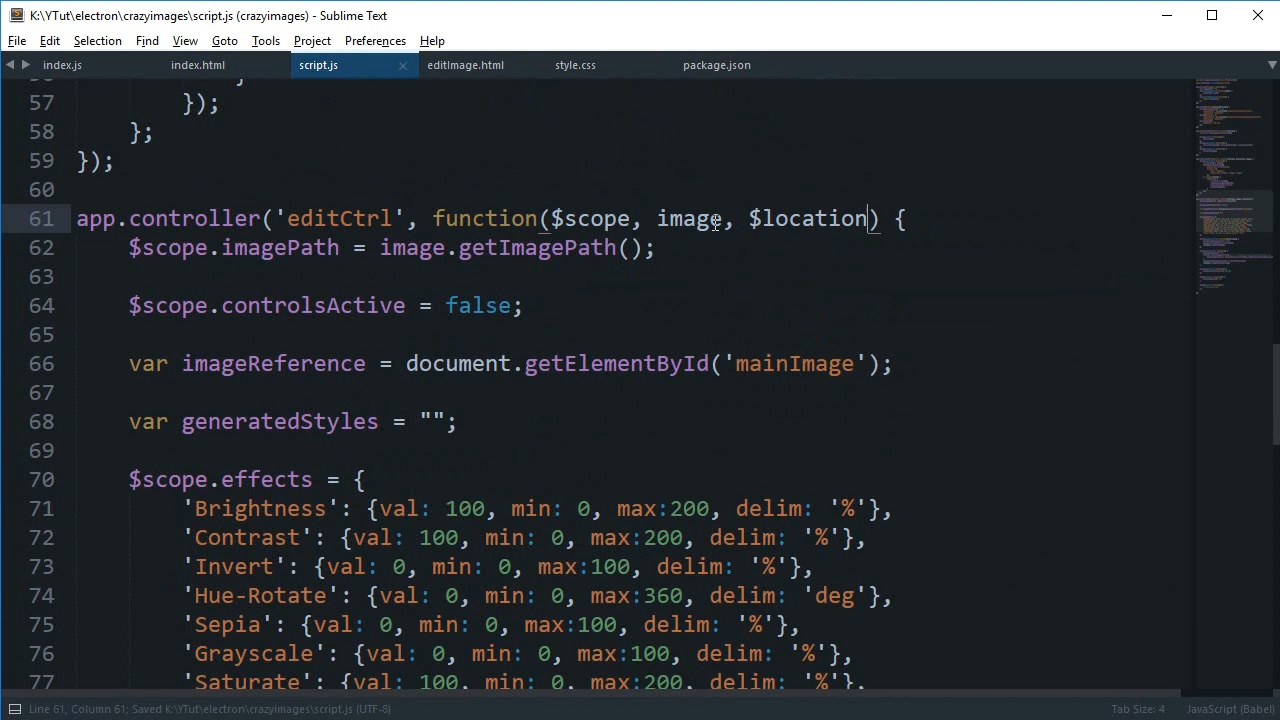 K:\YTut\electron\crazyimages\script.js (crazyimages) - Sublime Text
File Edit Selection Find View Goto Tools Project Preferences Help
index.js index.html script.js editImage.html style.css package.json
57 });
58 };
59 });
60
61 app.controller('editCtrl', function($scope, image, $location) {
62 $scope.imagePath = image.getImagePath();
63
64 $scope.controlsActive = false;
65
66 var imageReference = document.getElementById('mainImage');
67
68 var generatedStyles = "";
69
70 $scope.effects = {
71 'Brightness': {val: 100, min: 0, max:200, delim: '%'},
72 'Contrast': {val: 100, min: 0, max:200, delim: '%'},
73 'Invert': {val: 0, min: 0, max:100, delim: '%'},
74 'Hue-Rotate': {val: 0, min: 0, max:360, delim: 'deg'},
75 'Sepia': {val: 0, min: 0, max:100, delim: '%'},
76 'Grayscale': {val: 0, min: 0, max:100, delim: '%'},
77 'Saturate': {val: 100, min: 0, max:200, delim: '%'},
Line 61, Column 61; Saved K:\YTut\electron\crazyimages\script.js (UTF-8) Tab Size: 4 JavaScript (Babel)